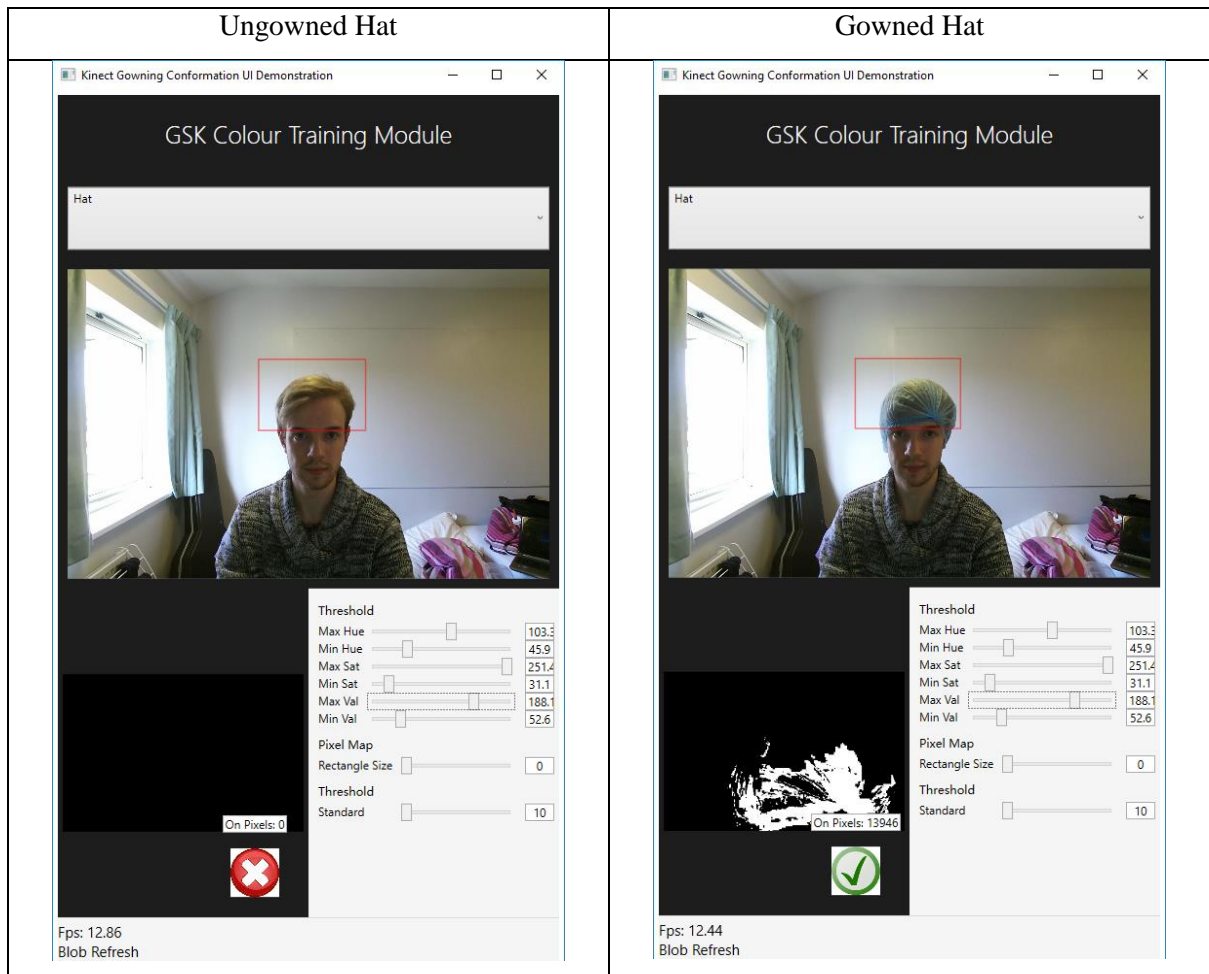 Ungowned Hat
Gowned Hat
Kinect Gowning Conformation UI Demonstration
GSK Colour Training Module
Hat
Threshold
Max Hue 103.3
Min Hue 45.9
Max Sat 251.4
Min Sat 31.1
Max Val 188.1
Min Val 52.6
Pixel Map
Rectangle Size 0
Threshold
Standard 10
On Pixels: 0
Fps: 12.86
Blob Refresh
Kinect Gowning Conformation UI Demonstration
GSK Colour Training Module
Hat
Threshold
Max Hue 103.3
Min Hue 45.9
Max Sat 251.4
Min Sat 31.1
Max Val 188.1
Min Val 52.6
Pixel Map
Rectangle Size 0
Threshold
Standard 10
On Pixels: 13946
Fps: 12.44
Blob Refresh